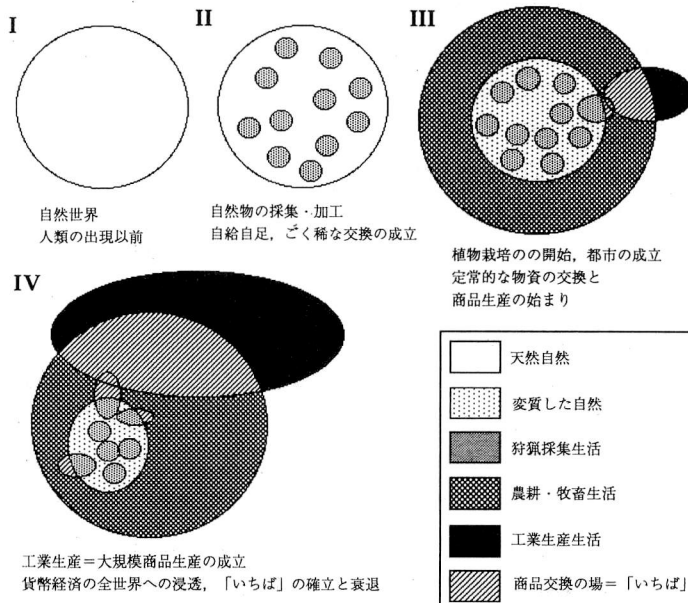 I
自然世界
人類の出現以前
II
自然物の採集・加工
自給自足，ごく稀な交換の成立
III
植物栽培のの開始，都市の成立
定常的な物資の交換と
商品生産の始まり
IV
工業生産＝大規模商品生産の成立
貨幣経済の全世界への浸透，「いちば」の確立と衰退
天然自然
変質した自然
狩猟採集生活
農耕・牧畜生活
工業生産生活
商品交換の場＝「いちば」